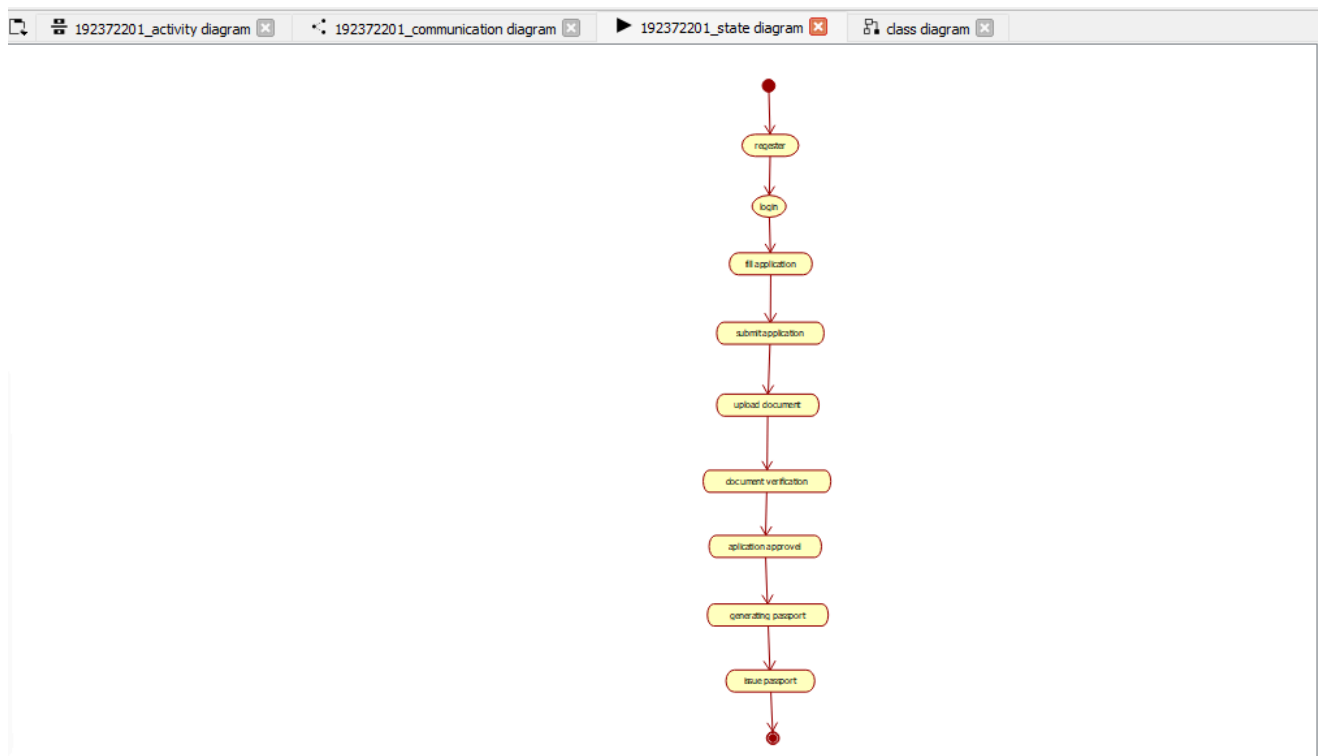 192372201_activity diagram
192372201_communication diagram
192372201_state diagram
class diagram
regester
login
fill application
submit application
upload document
document verification
aplication approvel
generating passport
issue passport